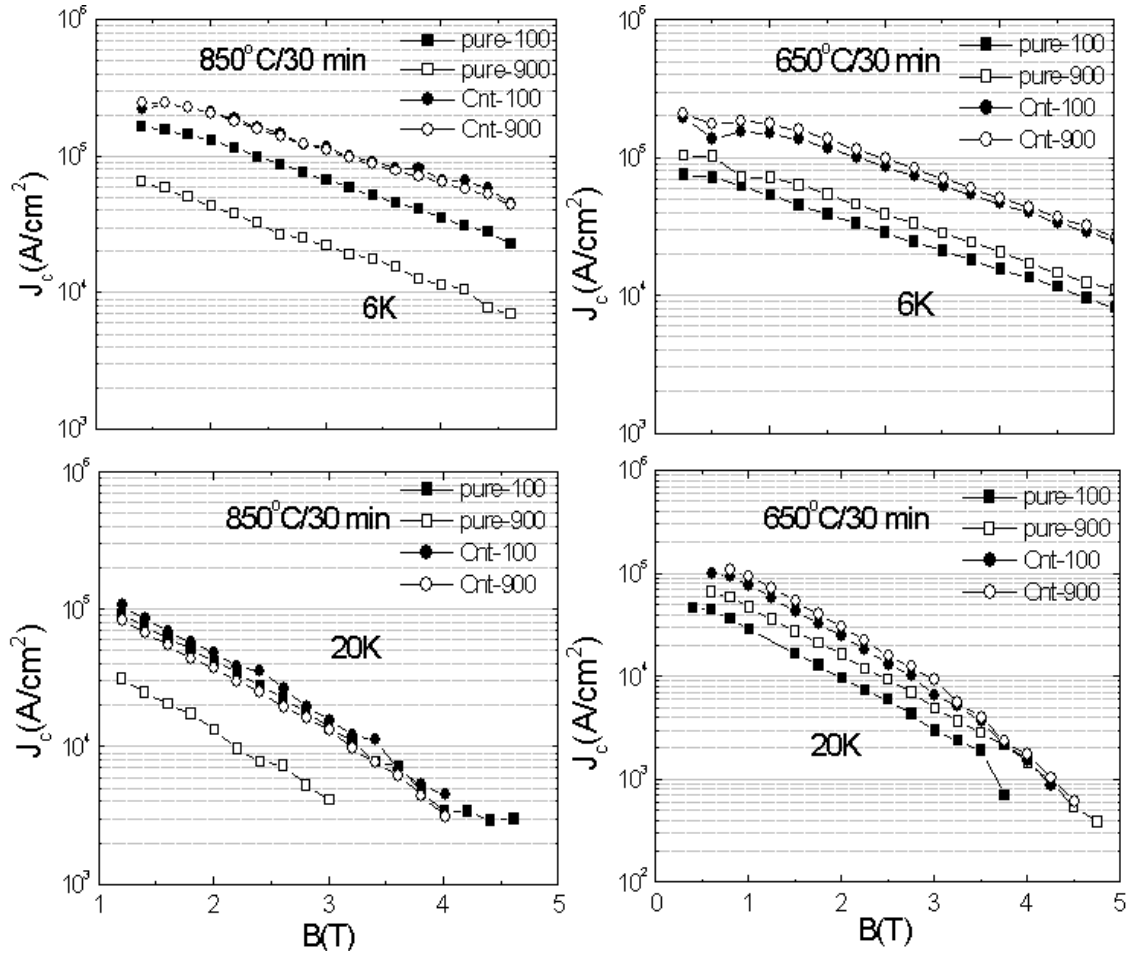 10⁶
10⁵
10⁴
10³
J_c(A/cm²)
850°C/30 min
pure-100
pure-900
Cnt-100
Cnt-900
6K
10⁶
10⁵
10⁴
10³
J_c(A/cm²)
650°C/30 min
pure-100
pure-900
Cnt-100
Cnt-900
6K
10⁶
10⁵
10⁴
10³
J_c(A/cm²)
850°C/30 min
pure-100
pure-900
Cnt-100
Cnt-900
20K
1 2 3 4 5
B(T)
10⁶
10⁵
10⁴
10³
10²
J_c(A/cm²)
650°C/30 min
pure-100
pure-900
Cnt-100
Cnt-900
20K
0 1 2 3 4 5
B(T)